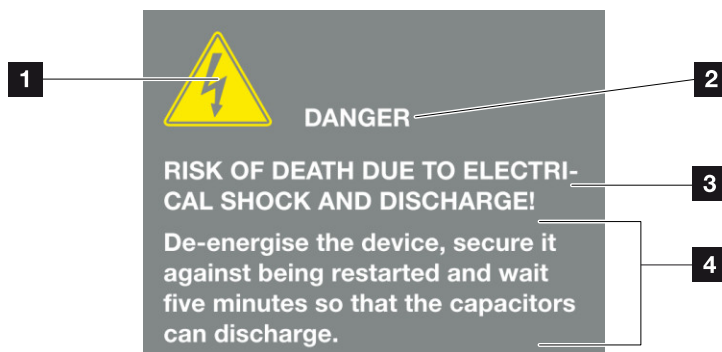 1
2
DANGER
RISK OF DEATH DUE TO ELECTRI-
CAL SHOCK AND DISCHARGE!
3
De-energise the device, secure it
against being restarted and wait
five minutes so that the capacitors
can discharge.
4